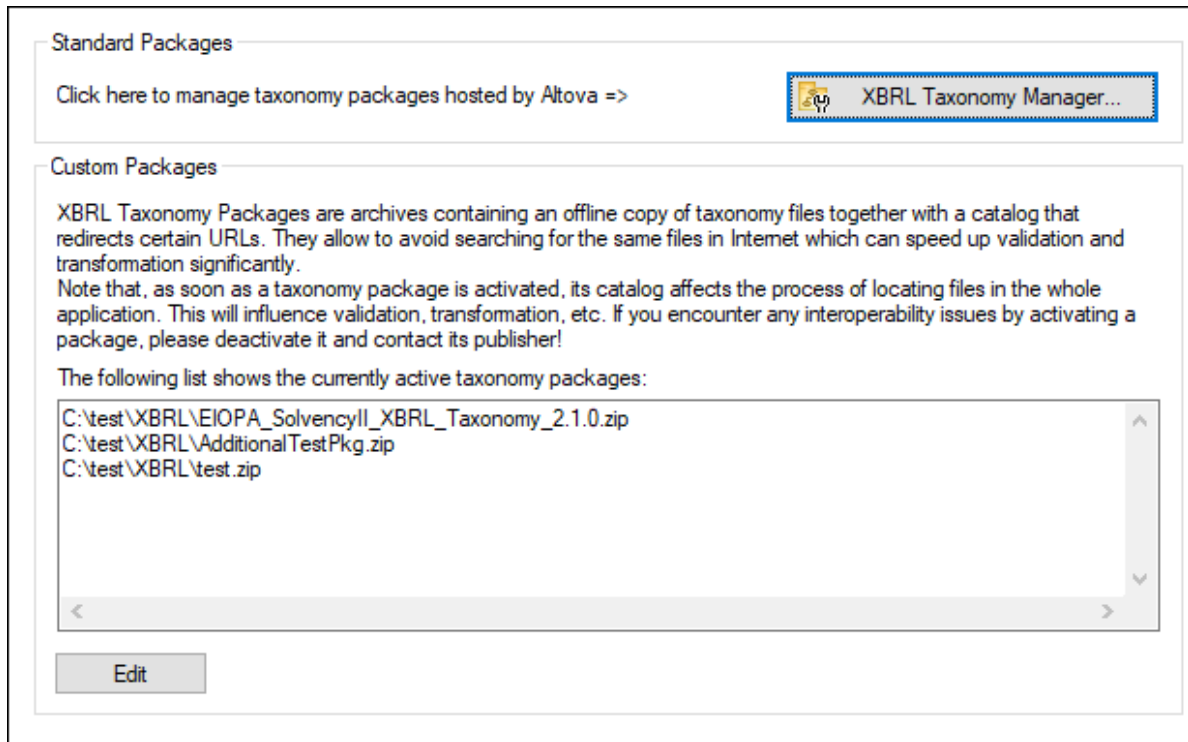 Standard Packages
Click here to manage taxonomy packages hosted by Altova =>
XBRL Taxonomy Manager...
Custom Packages
XBRL Taxonomy Packages are archives containing an offline copy of taxonomy files together with a catalog that
redirects certain URLs. They allow to avoid searching for the same files in Internet which can speed up validation and
transformation significantly.
Note that, as soon as a taxonomy package is activated, its catalog affects the process of locating files in the whole
application. This will influence validation, transformation, etc. If you encounter any interoperability issues by activating a
package, please deactivate it and contact its publisher!
The following list shows the currently active taxonomy packages:
C:\test\XBRL\EIOPA_SolvencyII_XBRL_Taxonomy_2.1.0.zip
C:\test\XBRL\AdditionalTestPkg.zip
C:\test\XBRL\test.zip
Edit